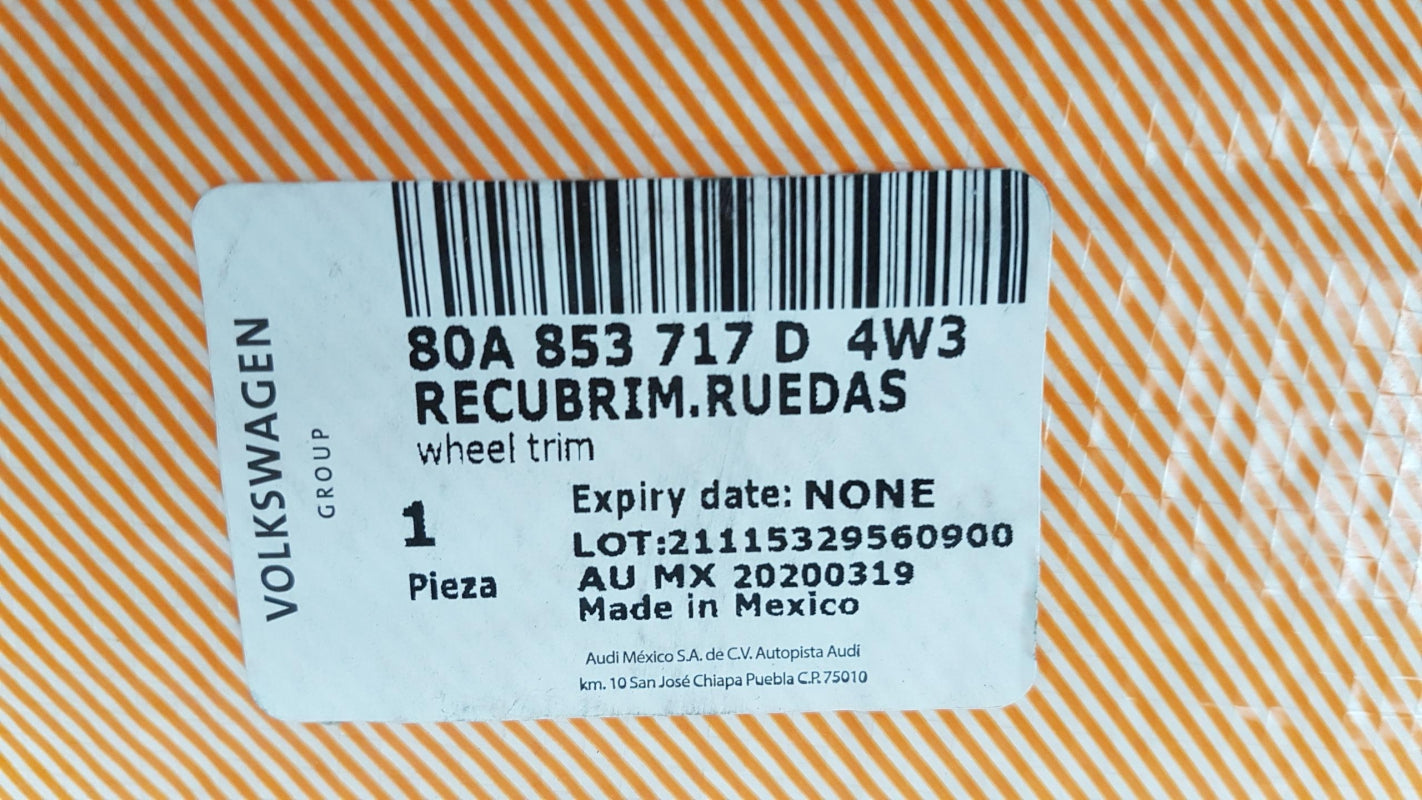 VOLKSWAGEN
GROUP
80A 853 717 D 4W3
RECUBRIM.RUEDAS
wheel trim
1
Pieza
Expiry date: NONE
LOT:21115329560900
AU MX 20200319
Made in Mexico
Audi México S.A. de C.V. Autopista Audi
km. 10 San José Chiapa Puebla C.P. 75010